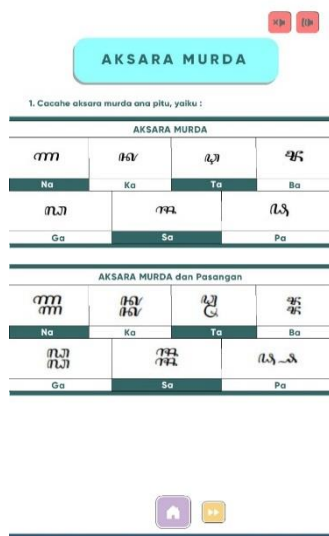 AKSARA MURDA
1. Cacahe aksara murda ana pitu, yaiku :
AKSARA MURDA
ꦟ ꦑ ꦡ ꦨ
Na Ka Ta Ba
ꦓ ꦯ ꦦ
Ga Sa Pa
AKSARA MURDA dan Pasangan
ꦟ꧀ꦟ ꦑ꧀ꦑ ꦡ꧀ꦡ ꦨ꧀ꦨ
Na Ka Ta Ba
ꦓ꧀ꦓ ꦯ꧀ꦯ ꦦ꧀ꦦ
Ga Sa Pa